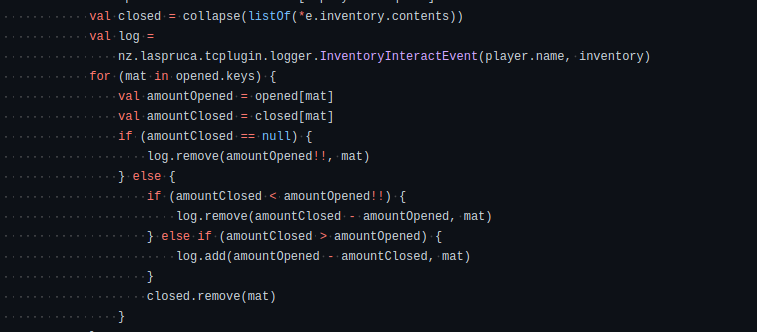 val closed = collapse(listOf(*e.inventory.contents))
val log =
nz.laspruca.tcplugin.logger.InventoryInteractEvent(player.name, inventory)
for (mat in opened.keys) {
val amountOpened = opened[mat]
val amountClosed = closed[mat]
if (amountClosed == null) {
log.remove(amountOpened!!, mat)
} else {
if (amountClosed < amountOpened!!) {
log.remove(amountClosed - amountOpened, mat)
} else if (amountClosed > amountOpened) {
log.add(amountOpened - amountClosed, mat)
}
closed.remove(mat)
}